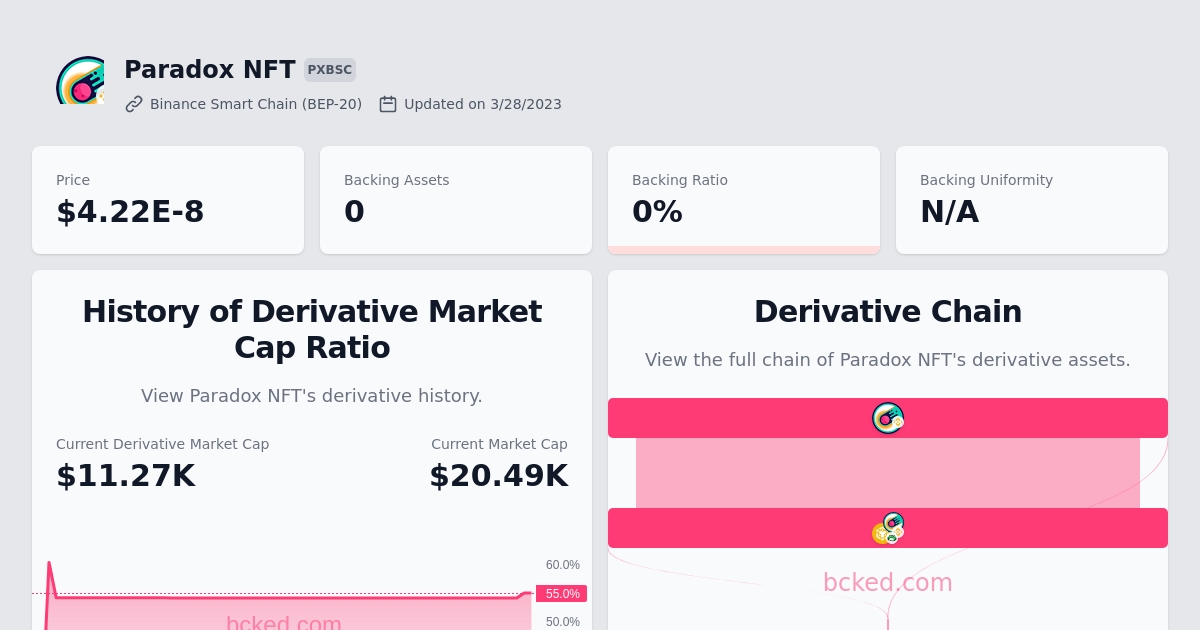 Paradox NFT PXBSC
Binance Smart Chain (BEP-20) Updated on 3/28/2023
Price
$4.22E-8
Backing Assets
0
Backing Ratio
0%
Backing Uniformity
N/A
History of Derivative Market
Cap Ratio
View Paradox NFT's derivative history.
Current Derivative Market Cap
$11.27K
Current Market Cap
$20.49K
60.0%
55.0%
50.0%
bcked.com
Derivative Chain
View the full chain of Paradox NFT's derivative assets.
bcked.com